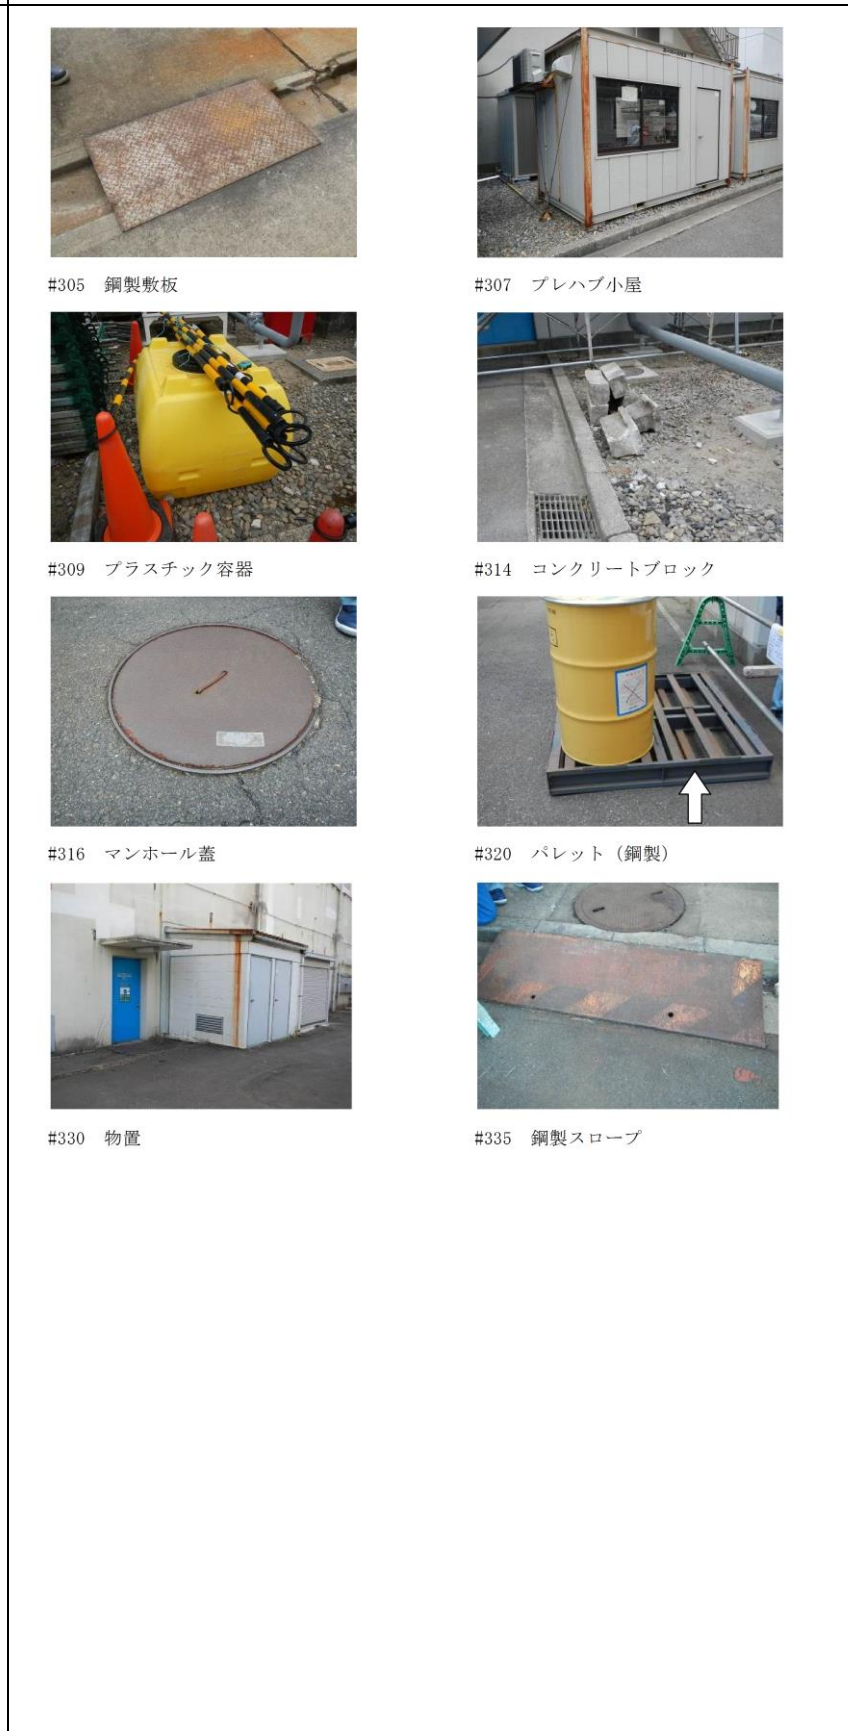 #305 鋼製敷板
#307 プレハブ小屋
#309 プラスチック容器
#314 コンクリートブロック
#316 マンホール蓋
#320 パレット（鋼製）
#330 物置
#335 鋼製スロープ